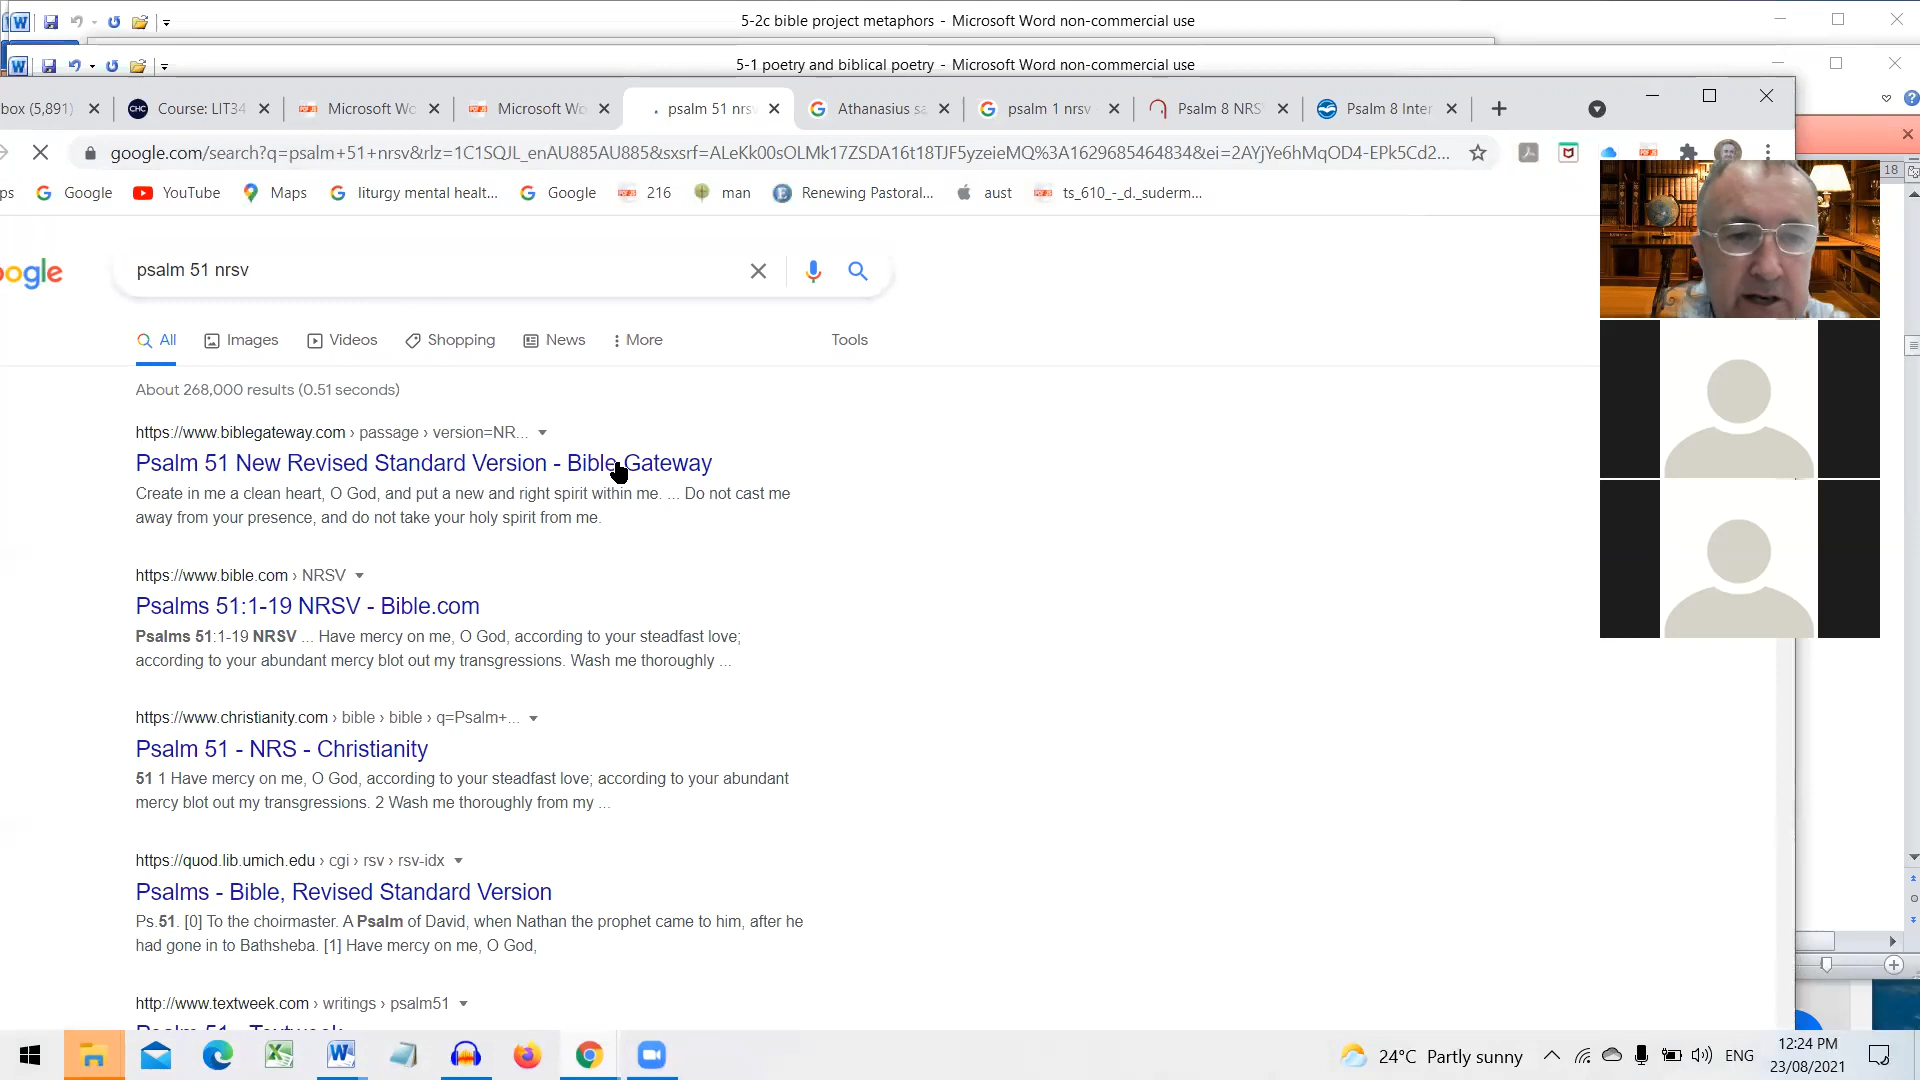 5-2c bible project metaphors - Microsoft Word non-commercial use
5-1 poetry and biblical poetry - Microsoft Word non-commercial use
box (5,891)
Course: LIT34
Microsoft Wo
Microsoft Wo
psalm 51 nrsv
Athanasius sa
psalm 1 nrsv
Psalm 8 NRS
Psalm 8 Inter
google.com/search?q=psalm+51+nrsv&rlz=1C1SQJL_enAU885AU885&sxsrf=ALeKk00sOLMk17ZSDA16t18TJF5yzeieMQ%3A1629685464834&ei=2AYjYe6hMqOD4-EPk5Cd2...
ps
Google
YouTube
Maps
liturgy mental healt...
Google
216
man
Renewing Pastoral...
aust
ts_610_-_d._suderm...
18
oogle
psalm 51 nrsv
All
Images
Videos
Shopping
News
More
Tools
About 268,000 results (0.51 seconds)
https://www.biblegateway.com › passage › version=NR...
Psalm 51 New Revised Standard Version - Bible Gateway
Create in me a clean heart, O God, and put a new and right spirit within me. ... Do not cast me
away from your presence, and do not take your holy spirit from me.
https://www.bible.com › NRSV
Psalms 51:1-19 NRSV - Bible.com
Psalms 51:1-19 NRSV ... Have mercy on me, O God, according to your steadfast love;
according to your abundant mercy blot out my transgressions. Wash me thoroughly ...
https://www.christianity.com › bible › bible › q=Psalm+...
Psalm 51 - NRS - Christianity
51 1 Have mercy on me, O God, according to your steadfast love; according to your abundant
mercy blot out my transgressions. 2 Wash me thoroughly from my ...
https://quod.lib.umich.edu › cgi › rsv › rsv-idx
Psalms - Bible, Revised Standard Version
Ps.51. [0] To the choirmaster. A Psalm of David, when Nathan the prophet came to him, after he
had gone in to Bathsheba. [1] Have mercy on me, O God,
http://www.textweek.com › writings › psalm51
Psalm 51 - Textweek
24°C Partly sunny
ENG
12:24 PM
23/08/2021